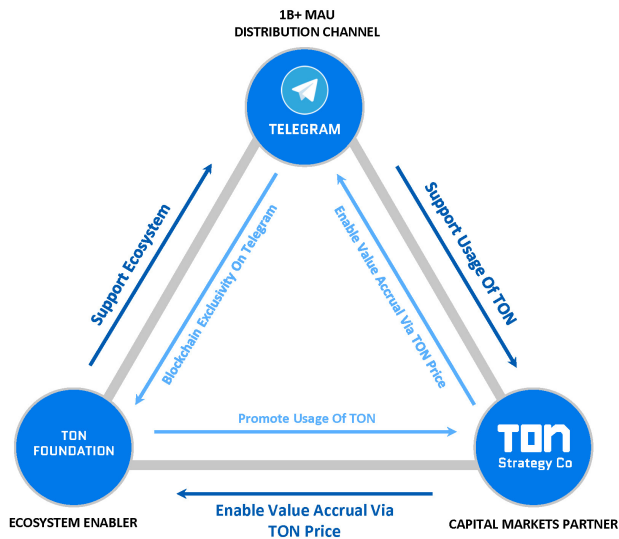 1B+ MAU
DISTRIBUTION CHANNEL
TELEGRAM
Support Ecosystem
Blockchain Exclusivity On Telegram
Enable Value Accrual Via TON Price
Support Usage Of TON
TON
FOUNDATION
Promote Usage Of TON
TON
Strategy Co
ECOSYSTEM ENABLER
Enable Value Accrual Via
TON Price
CAPITAL MARKETS PARTNER